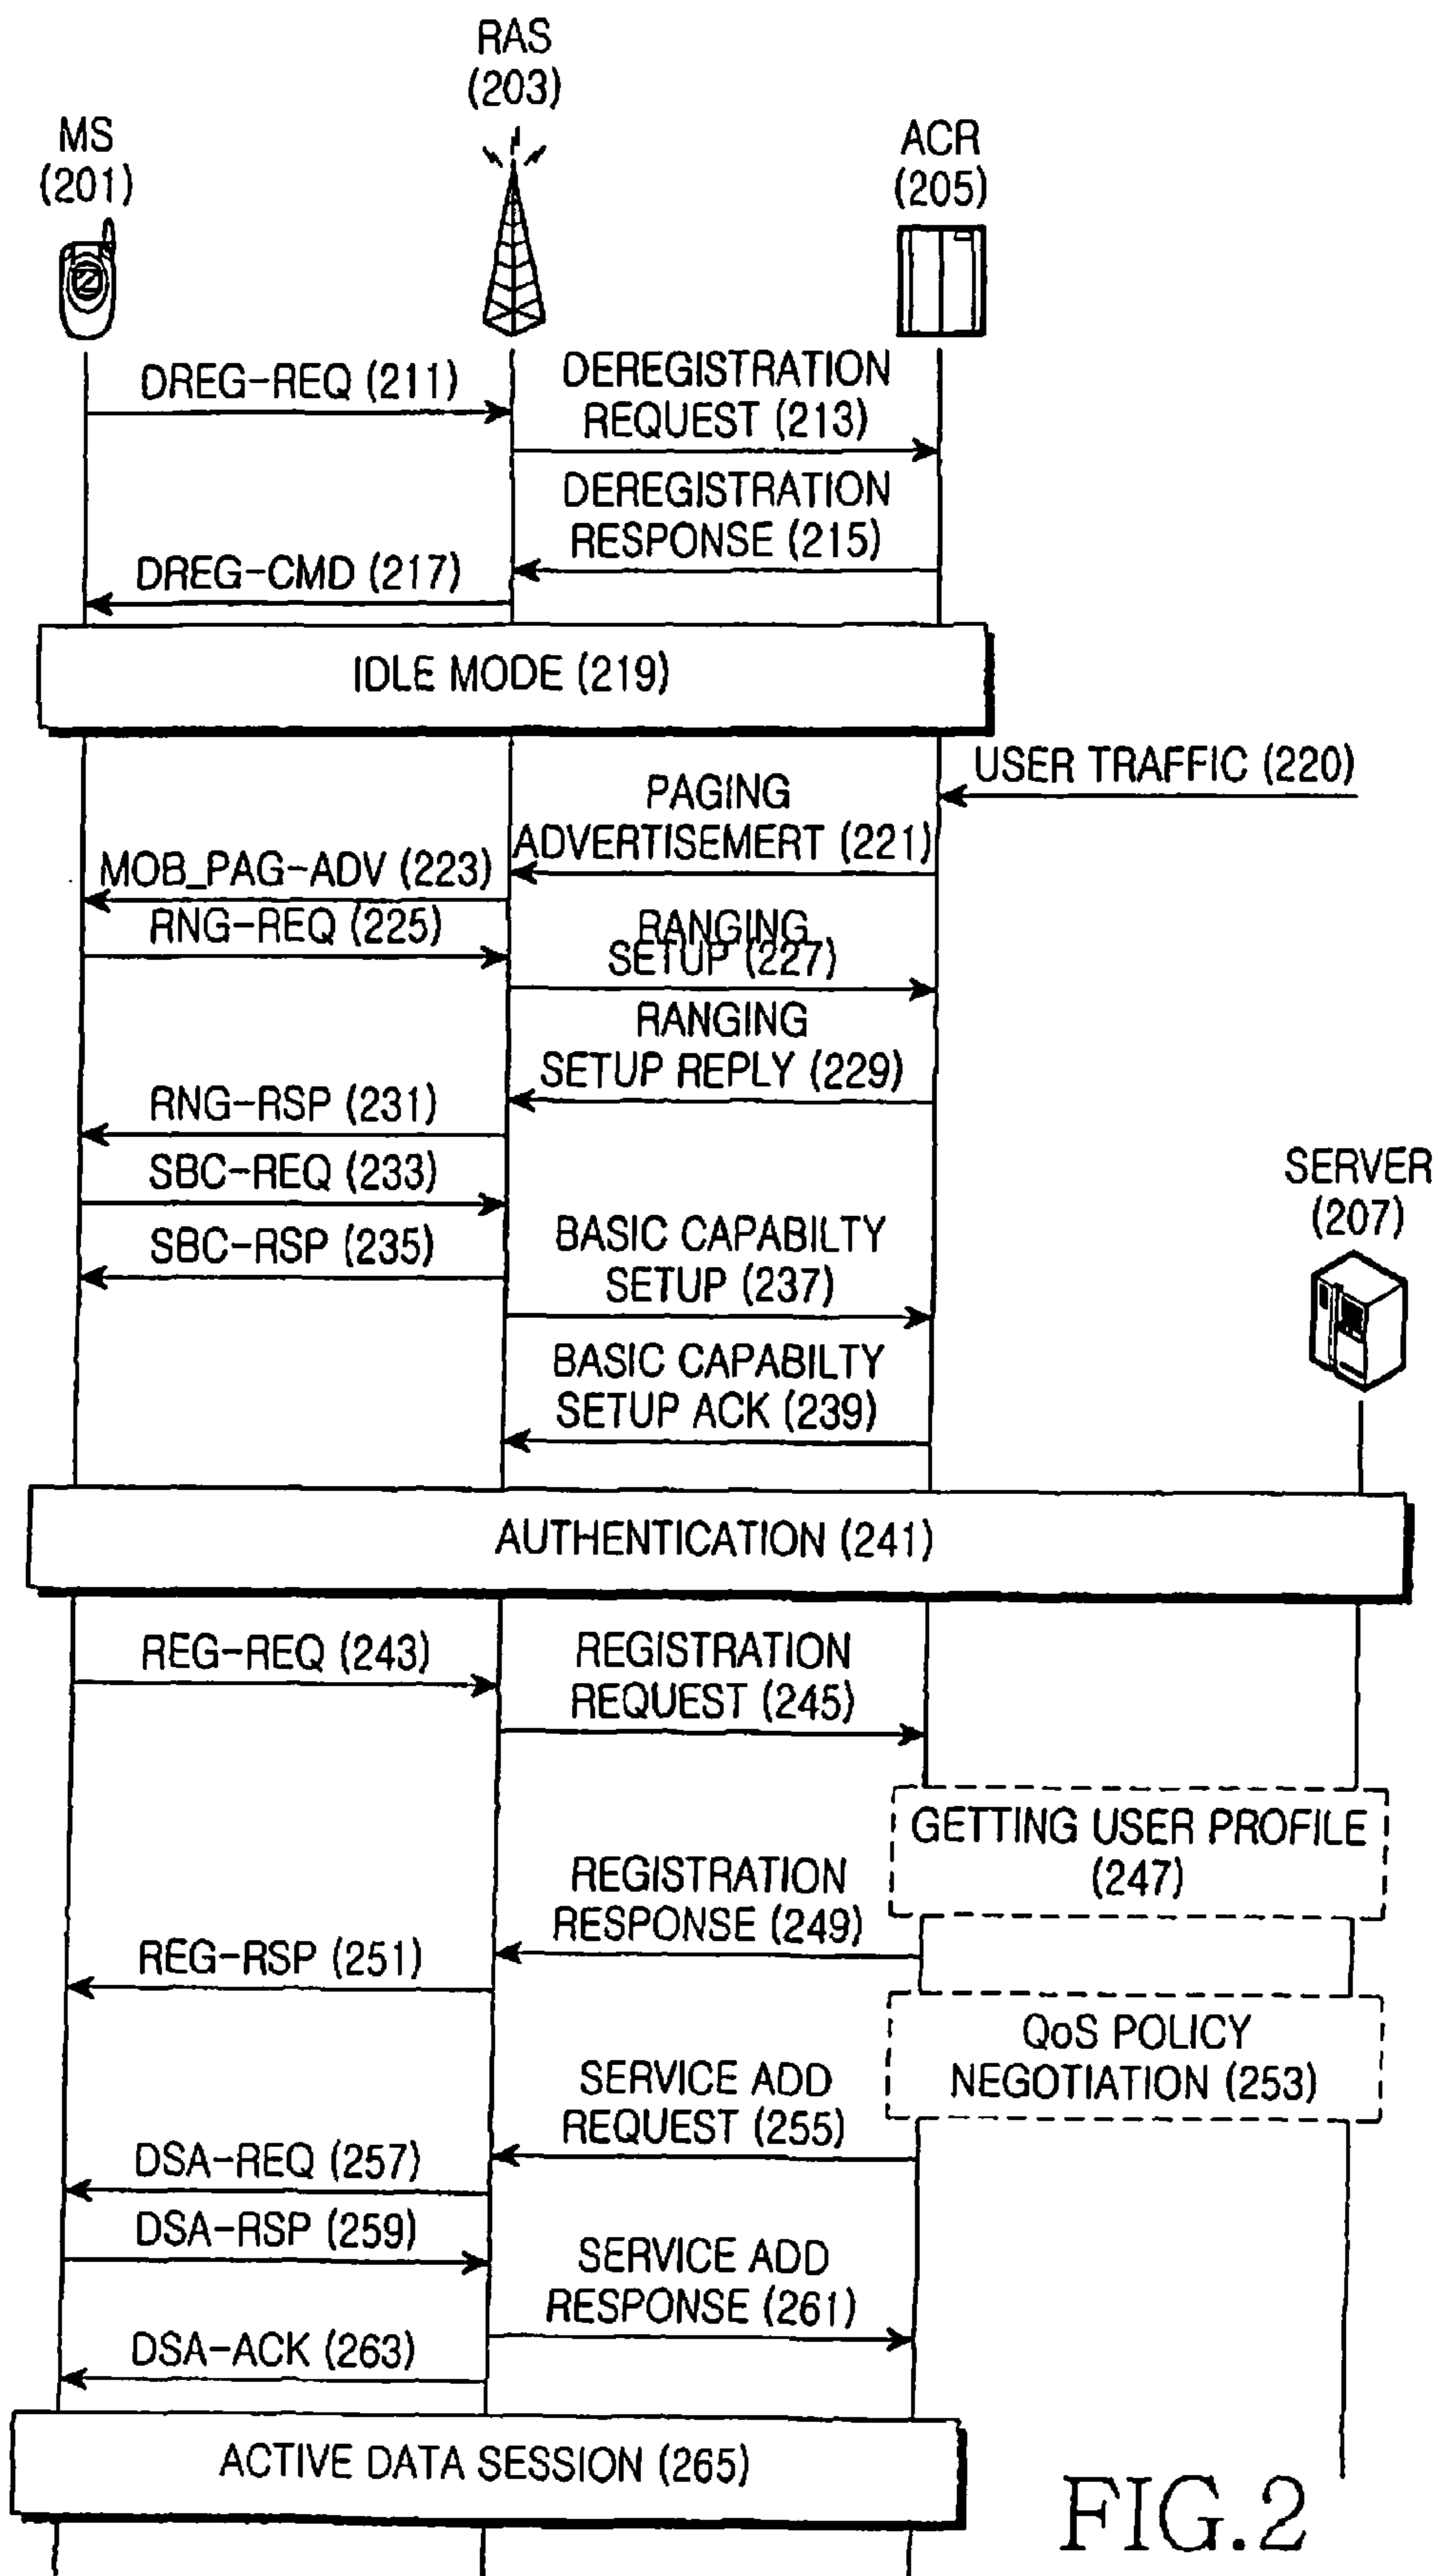 RAS
(203)
MS
(201)
ACR
(205)
DREG-REQ (211)
DEREGISTRATION
REQUEST (213)
DEREGISTRATION
RESPONSE (215)
DREG-CMD (217)
IDLE MODE (219)
USER TRAFFIC (220)
PAGING
ADVERTISEMERT (221)
MOB_PAG-ADV (223)
RNG-REQ (225)
RANGING
SETUP (227)
RANGING
SETUP REPLY (229)
RNG-RSP (231)
SBC-REQ (233)
SERVER
(207)
SBC-RSP (235)
BASIC CAPABILTY
SETUP (237)
BASIC CAPABILTY
SETUP ACK (239)
AUTHENTICATION (241)
REG-REQ (243)
REGISTRATION
REQUEST (245)
GETTING USER PROFILE
(247)
REGISTRATION
RESPONSE (249)
REG-RSP (251)
QoS POLICY
NEGOTIATION (253)
SERVICE ADD
REQUEST (255)
DSA-REQ (257)
DSA-RSP (259)
SERVICE ADD
RESPONSE (261)
DSA-ACK (263)
ACTIVE DATA SESSION (265)
FIG.2